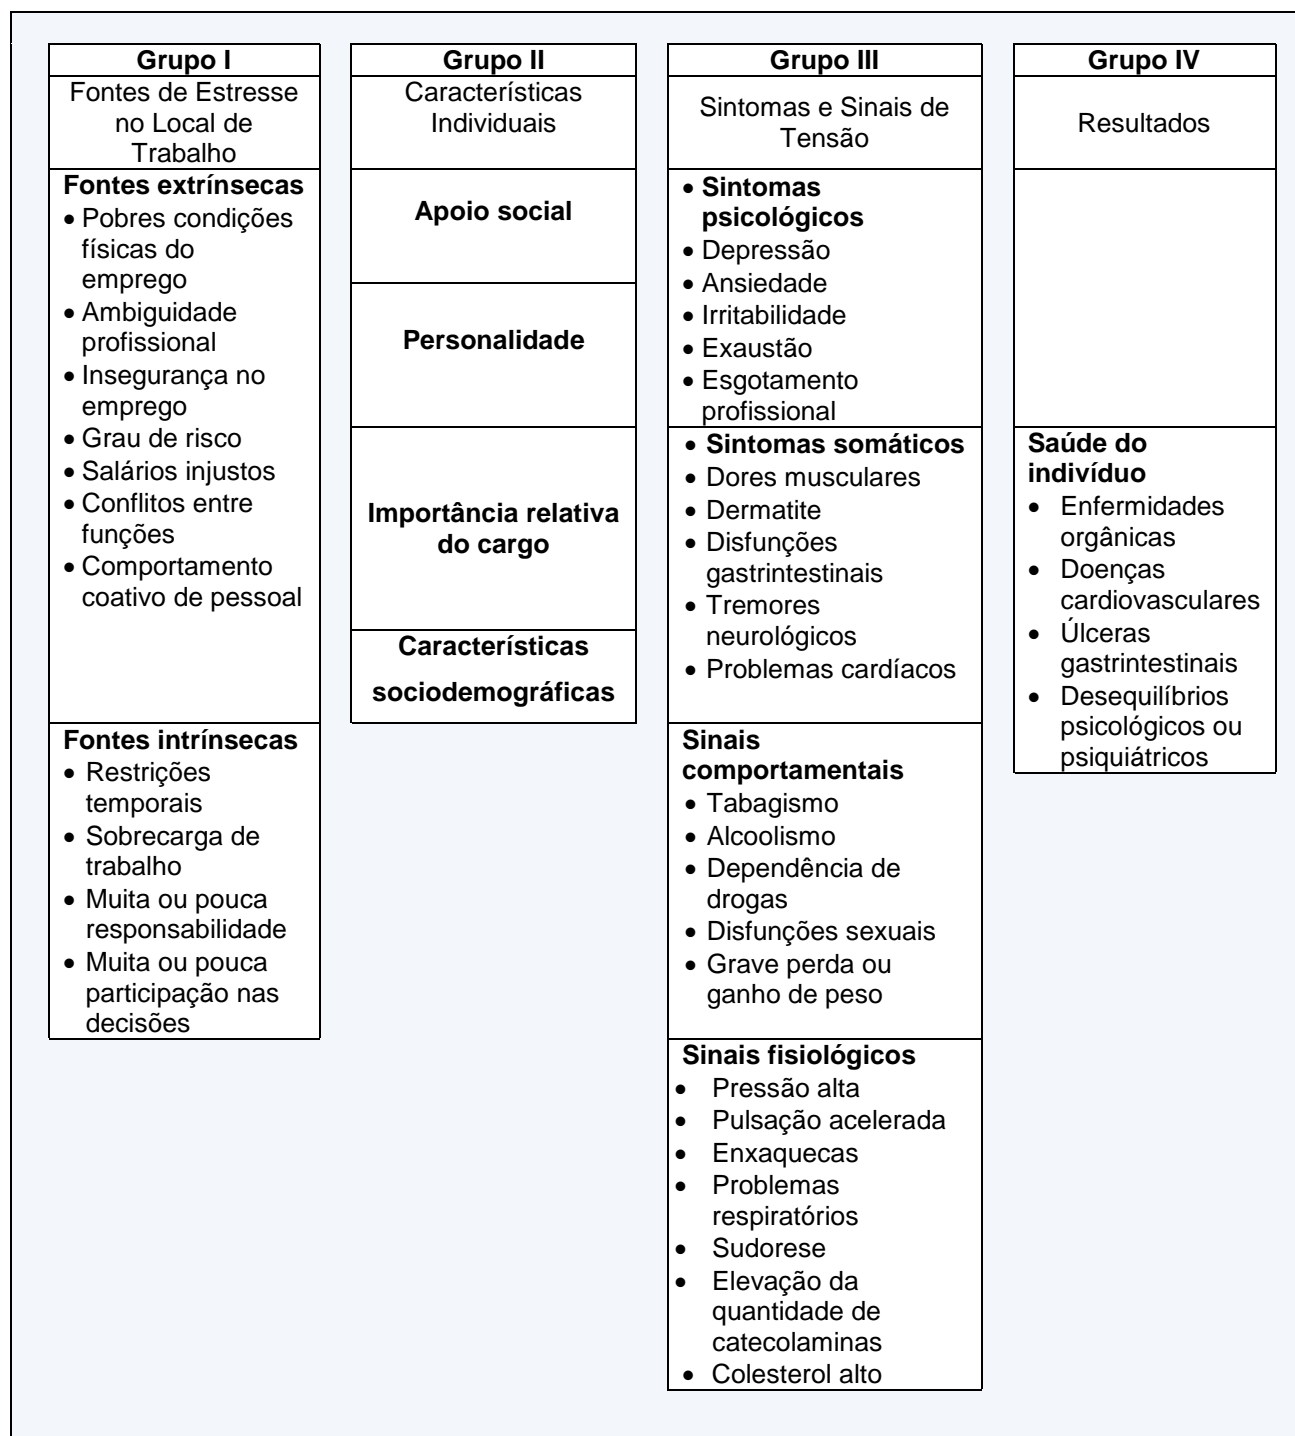 Grupo I
Fontes de Estresse
no Local de
Trabalho
Fontes extrínsecas
• Pobres condições
físicas do
emprego
• Ambiguidade
profissional
• Insegurança no
emprego
• Grau de risco
• Salários injustos
• Conflitos entre
funções
• Comportamento
coativo de pessoal
Fontes intrínsecas
• Restrições
temporais
• Sobrecarga de
trabalho
• Muita ou pouca
responsabilidade
• Muita ou pouca
participação nas
decisões
Grupo II
Características
Individuais
Apoio social
Personalidade
Importância relativa
do cargo
Características
sociodemográficas
Grupo III
Sintomas e Sinais de
Tensão
• Sintomas
psicológicos
• Depressão
• Ansiedade
• Irritabilidade
• Exaustão
• Esgotamento
profissional
• Sintomas somáticos
• Dores musculares
• Dermatite
• Disfunções
gastrintestinais
• Tremores
neurológicos
• Problemas cardíacos
Sinais
comportamentais
• Tabagismo
• Alcoolismo
• Dependência de
drogas
• Disfunções sexuais
• Grave perda ou
ganho de peso
Sinais fisiológicos
• Pressão alta
• Pulsação acelerada
• Enxaquecas
• Problemas
respiratórios
• Sudorese
• Elevação da
quantidade de
catecolaminas
• Colesterol alto
Grupo IV
Resultados
Saúde do
indivíduo
• Enfermidades
orgânicas
• Doenças
cardiovasculares
• Úlceras
gastrintestinais
• Desequilíbrios
psicológicos ou
psiquiátricos